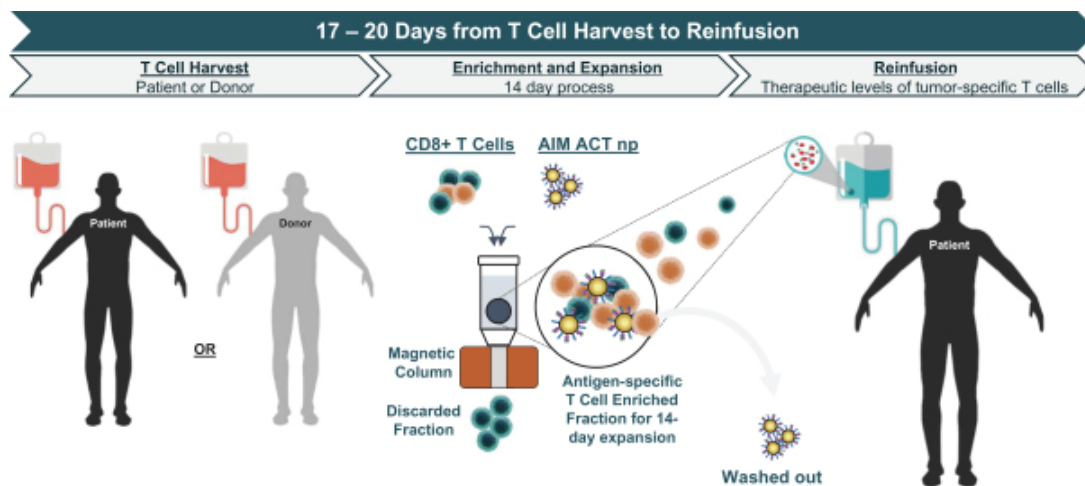 17 – 20 Days from T Cell Harvest to Reinfusion
T Cell Harvest
Patient or Donor
Enrichment and Expansion
14 day process
Reinfusion
Therapeutic levels of tumor-specific T cells
CD8+ T Cells
AIM ACT np
Patient
Donor
Patient
OR
Magnetic
Column
Discarded
Fraction
Antigen-specific
T Cell Enriched
Fraction for 14-
day expansion
Washed out